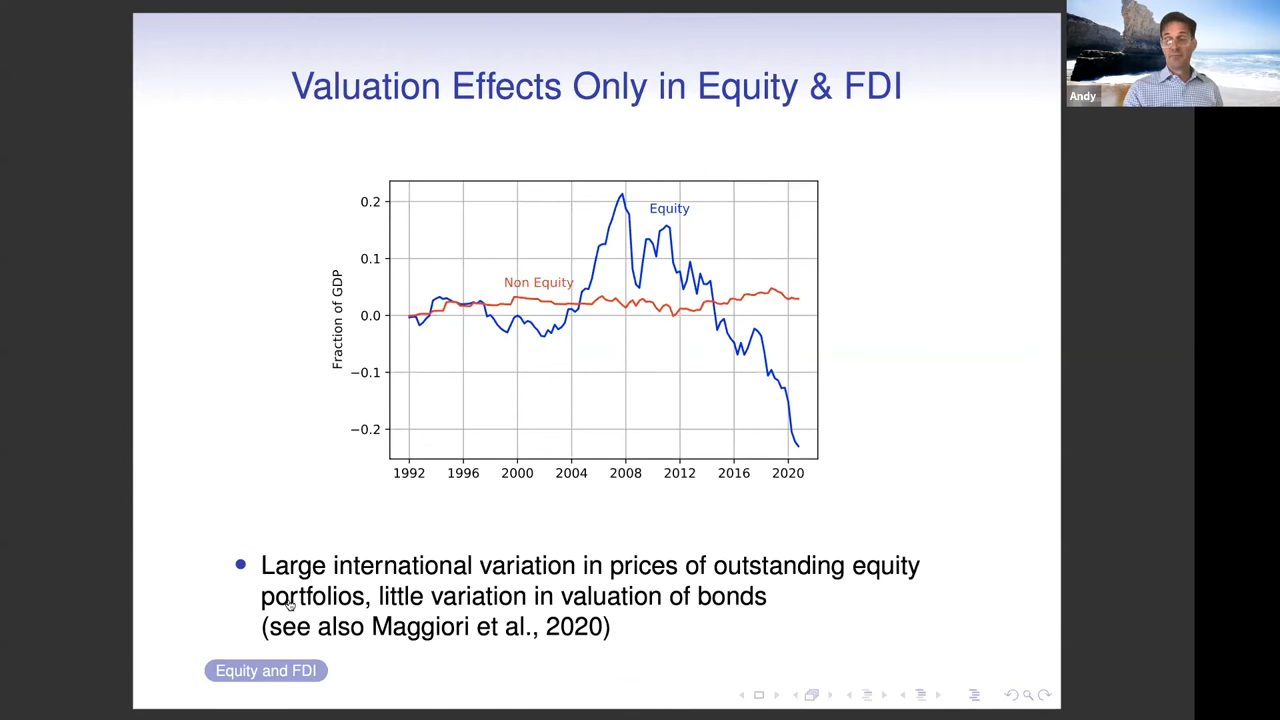 Valuation Effects Only in Equity & FDI
Andy
0.2
0.1
0.0
−0.1
−0.2
Fraction of GDP
Equity
Non Equity
1992 1996 2000 2004 2008 2012 2016 2020
Large international variation in prices of outstanding equity
portfolios, little variation in valuation of bonds
(see also Maggiori et al., 2020)
Equity and FDI